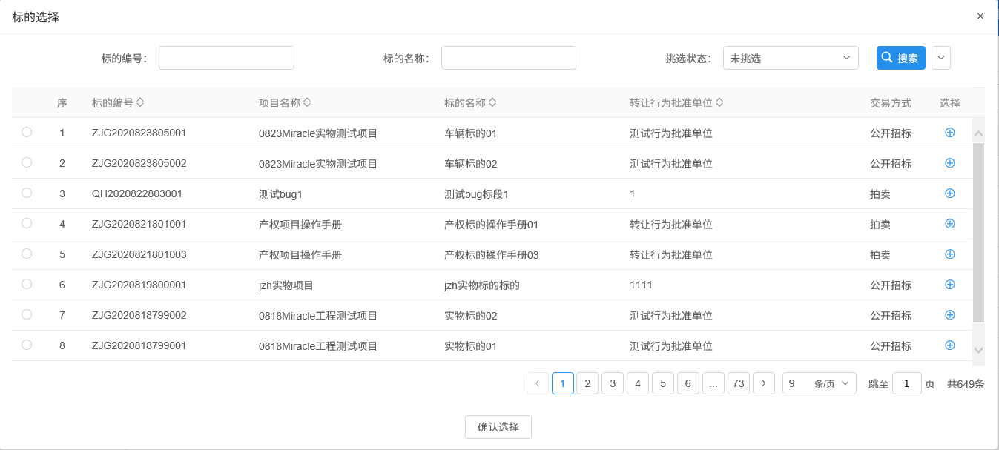 标的选择
标的编号： 标的名称： 挑选状态： 未挑选 搜索
序 标的编号 项目名称 标的名称 转让行为批准单位 交易方式 选择
1 ZJG2020823805001 0823Miracle实物测试项目 车辆标的01 测试行为批准单位 公开招标
2 ZJG2020823805002 0823Miracle实物测试项目 车辆标的02 测试行为批准单位 公开招标
3 QH2020822803001 测试bug1 测试bug标段1 1 拍卖
4 ZJG2020821801001 产权项目操作手册 产权标的操作手册01 转让行为批准单位 拍卖
5 ZJG2020821801003 产权项目操作手册 产权标的操作手册03 转让行为批准单位 拍卖
6 ZJG2020819800001 jzh实物项目 jzh实物标的标的 1111 公开招标
7 ZJG2020818799002 0818Miracle工程测试项目 实物标的02 测试行为批准单位 公开招标
8 ZJG2020818799001 0818Miracle工程测试项目 实物标的01 测试行为批准单位 公开招标
1 2 3 4 5 6 ... 73 9 条/页 跳至 1 页 共649条
确认选择